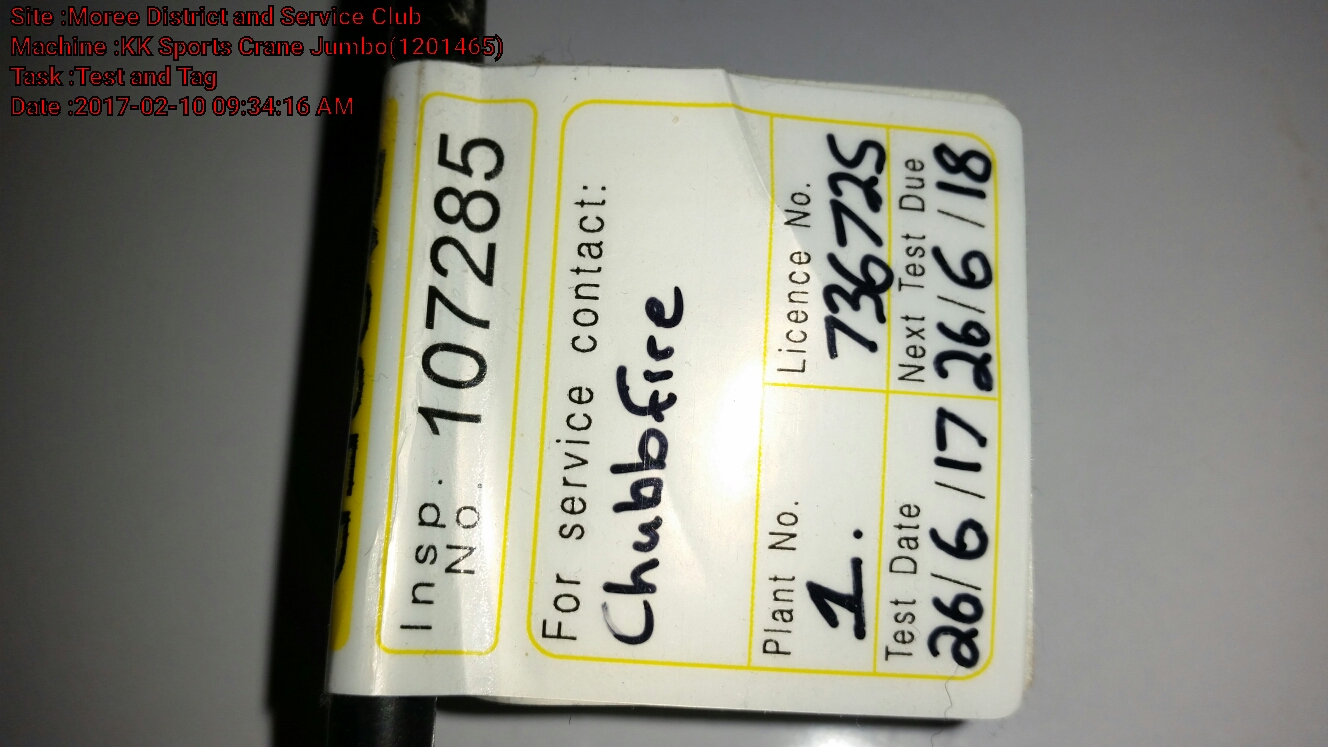 Site :Moree District and Service Club
Machine :KK Sports Crane Jumbo(1201465)
Task :Test and Tag
Date :2017-02-10 09:34:16 AM
Insp. No. 107285
For service contact:
Chubbfire
Plant No.
1.
Licence No.
736725
Test Date
26/6/17
Next Test Due
26/6/18